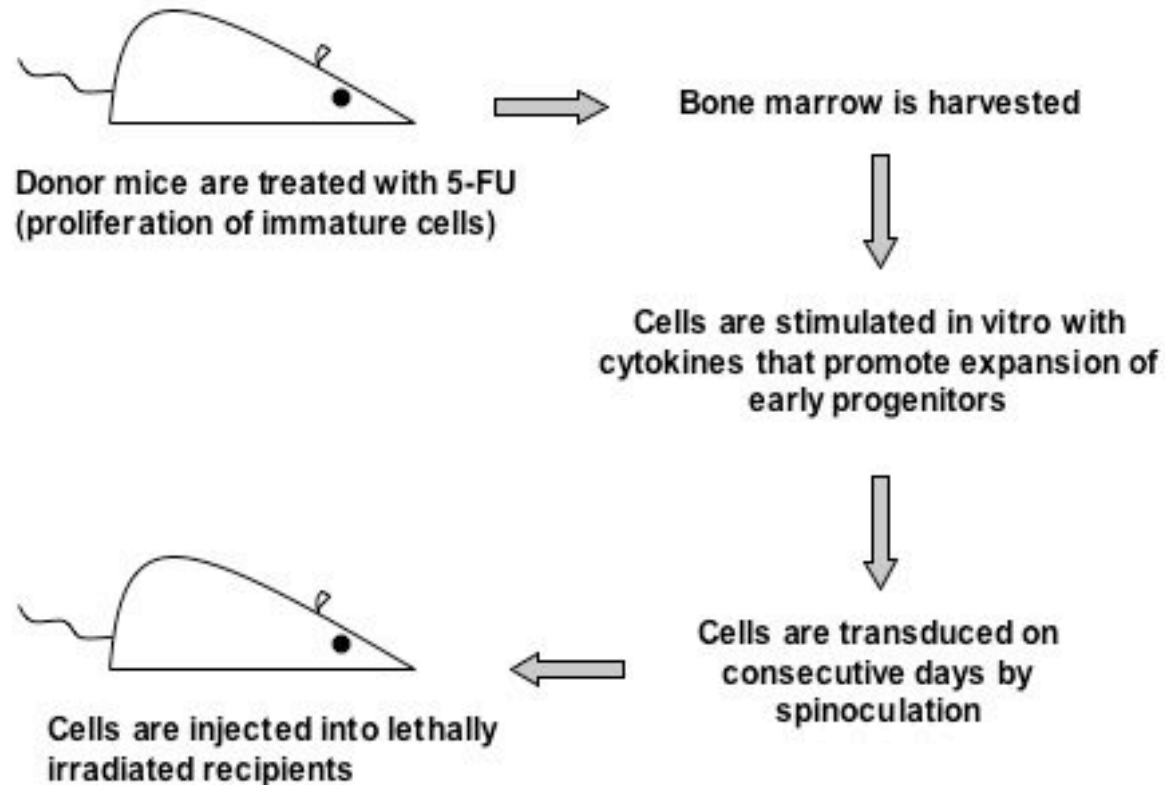 Donor mice are treated with 5-FU
(proliferation of immature cells)
Bone marrow is harvested
Cells are stimulated in vitro with
cytokines that promote expansion of
early progenitors
Cells are transduced on
consecutive days by
spinoculation
Cells are injected into lethally
irradiated recipients